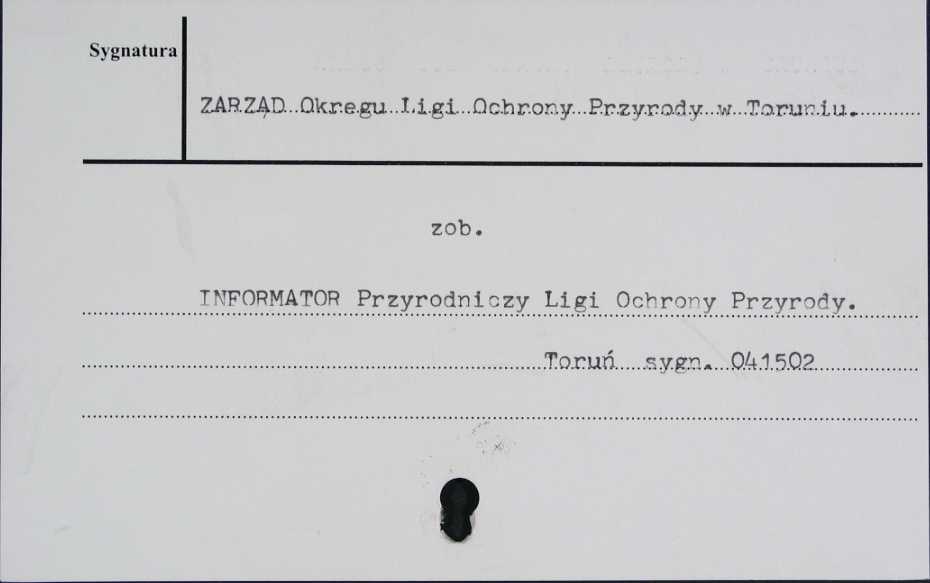 Sygnatura
ZARZĄD Okręgu Ligi Ochrony Przyrody w Toruniu.
zob.
INFORMATOR Przyrodniczy Ligi Ochrony Przyrody.
Toruń sygn. 041502